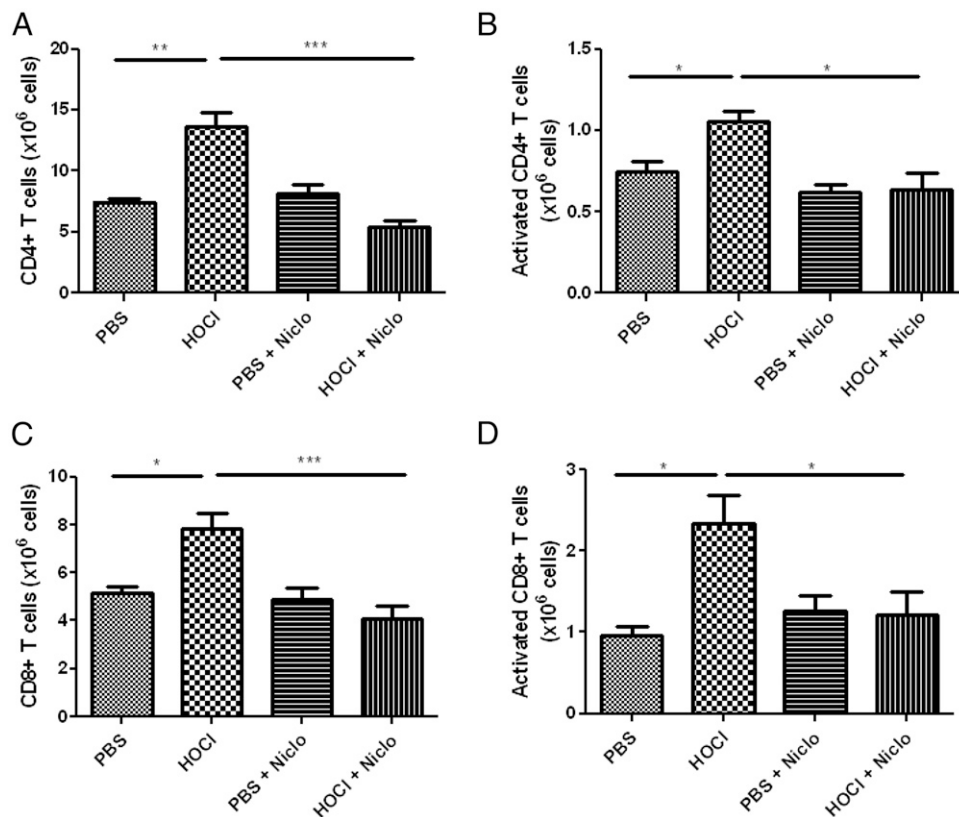 A
CD4+ T cells (x10⁶ cells)
20
15
10
5
0
**
***
PBS
HOCl
PBS + Niclo
HOCl + Niclo
B
Activated CD4+ T cells
(x10⁶ cells)
1.5
1.0
0.5
0.0
*
*
PBS
HOCl
PBS + Niclo
HOCl + Niclo
C
CD8+ T cells (x10⁶ cells)
10
8
6
4
2
0
*
***
PBS
HOCl
PBS + Niclo
HOCl + Niclo
D
Activated CD8+ T cells
(x10⁶ cells)
3
2
1
0
*
*
PBS
HOCl
PBS + Niclo
HOCl + Niclo